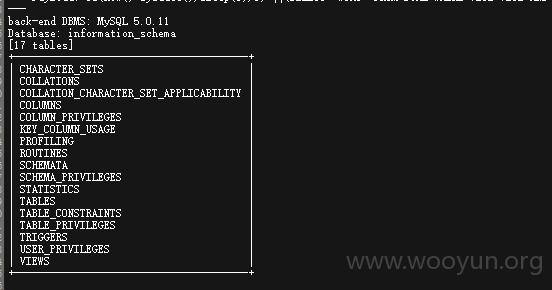 back-end DBMS: MySQL 5.0.11
Database: information_schema
[17 tables]
CHARACTER_SETS
COLLATIONS
COLLATION_CHARACTER_SET_APPLICABILITY
COLUMNS
COLUMN_PRIVILEGES
KEY_COLUMN_USAGE
PROFILING
ROUTINES
SCHEMATA
SCHEMA_PRIVILEGES
STATISTICS
TABLES
TABLE_CONSTRAINTS
TABLE_PRIVILEGES
TRIGGERS
USER_PRIVILEGES
VIEWS
www.wooyun.org